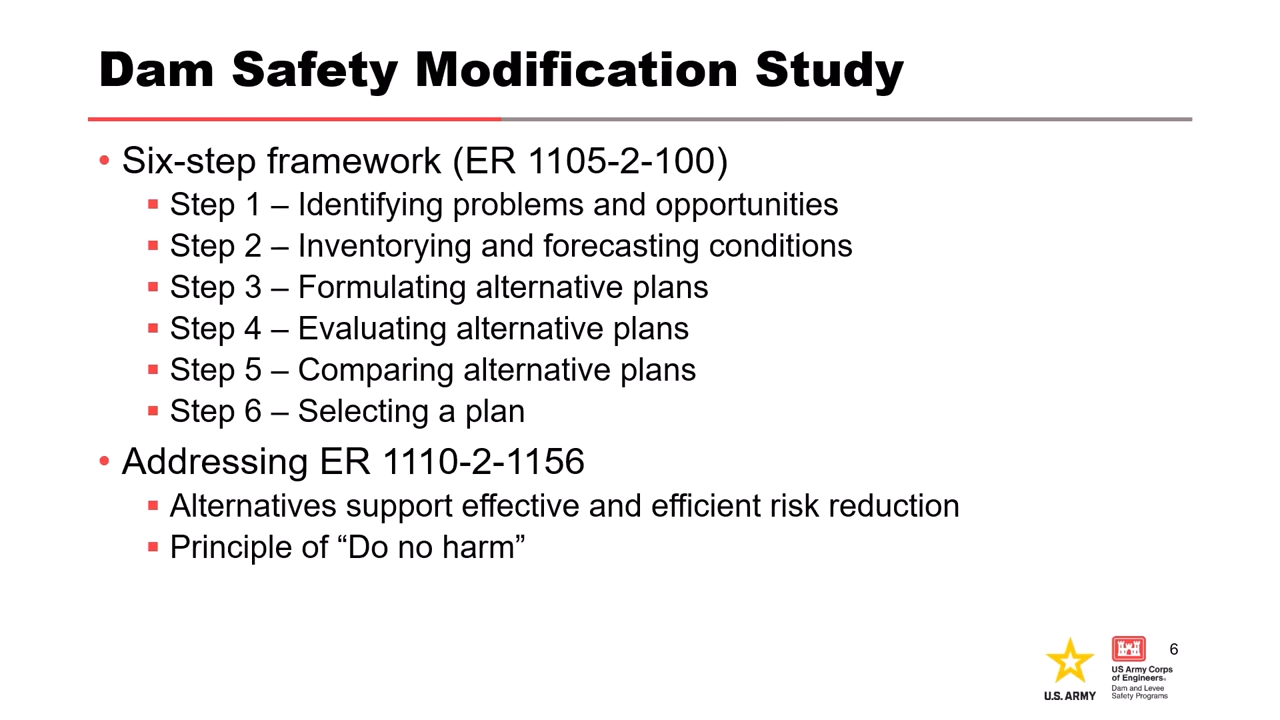 Dam Safety Modification Study
• Six-step framework (ER 1105-2-100)
▪ Step 1 – Identifying problems and opportunities
▪ Step 2 – Inventorying and forecasting conditions
▪ Step 3 – Formulating alternative plans
▪ Step 4 – Evaluating alternative plans
▪ Step 5 – Comparing alternative plans
▪ Step 6 – Selecting a plan
• Addressing ER 1110-2-1156
▪ Alternatives support effective and efficient risk reduction
▪ Principle of “Do no harm”
6
U.S. ARMY
US Army Corps
of Engineers®
Dam and Levee
Safety Programs